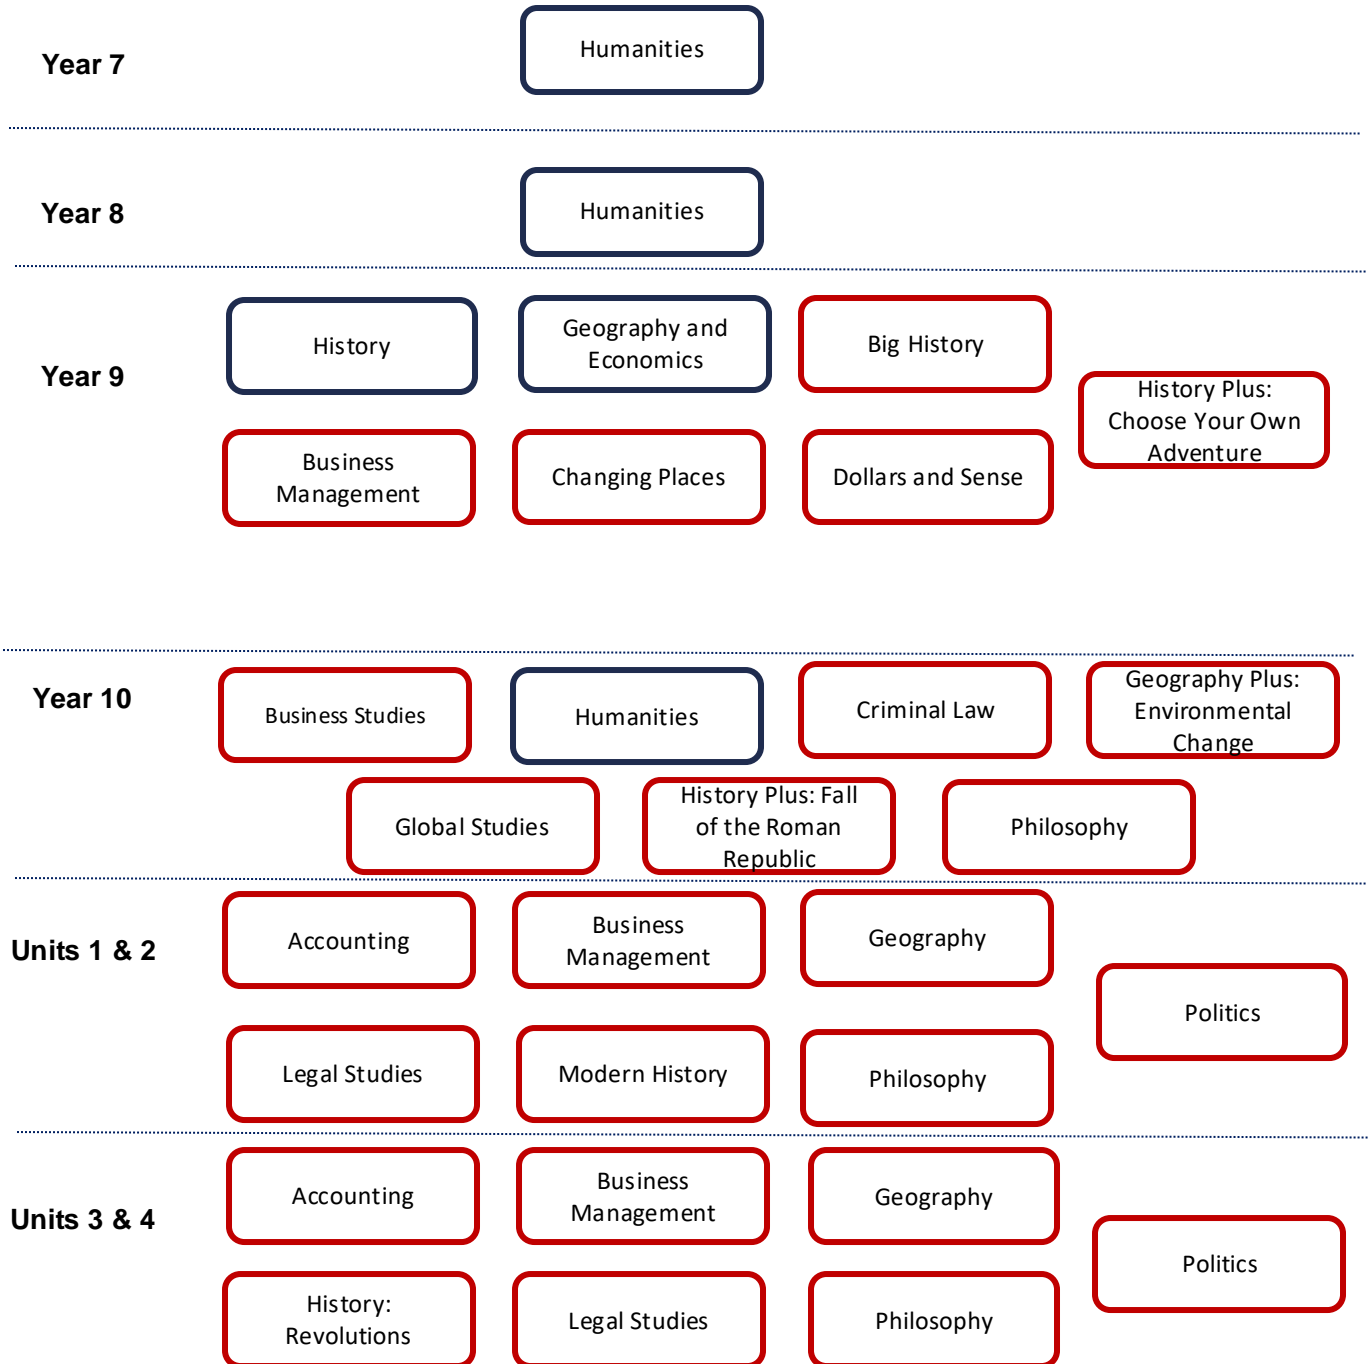 Year 7
Humanities
Year 8
Humanities
Year 9
History
Geography and
Economics
Big History
History Plus:
Choose Your Own
Adventure
Business
Management
Changing Places
Dollars and Sense
Year 10
Business Studies
Humanities
Criminal Law
Geography Plus:
Environmental
Change
Global Studies
History Plus: Fall
of the Roman
Republic
Philosophy
Units 1 & 2
Accounting
Business
Management
Geography
Politics
Legal Studies
Modern History
Philosophy
Units 3 & 4
Accounting
Business
Management
Geography
Politics
History:
Revolutions
Legal Studies
Philosophy